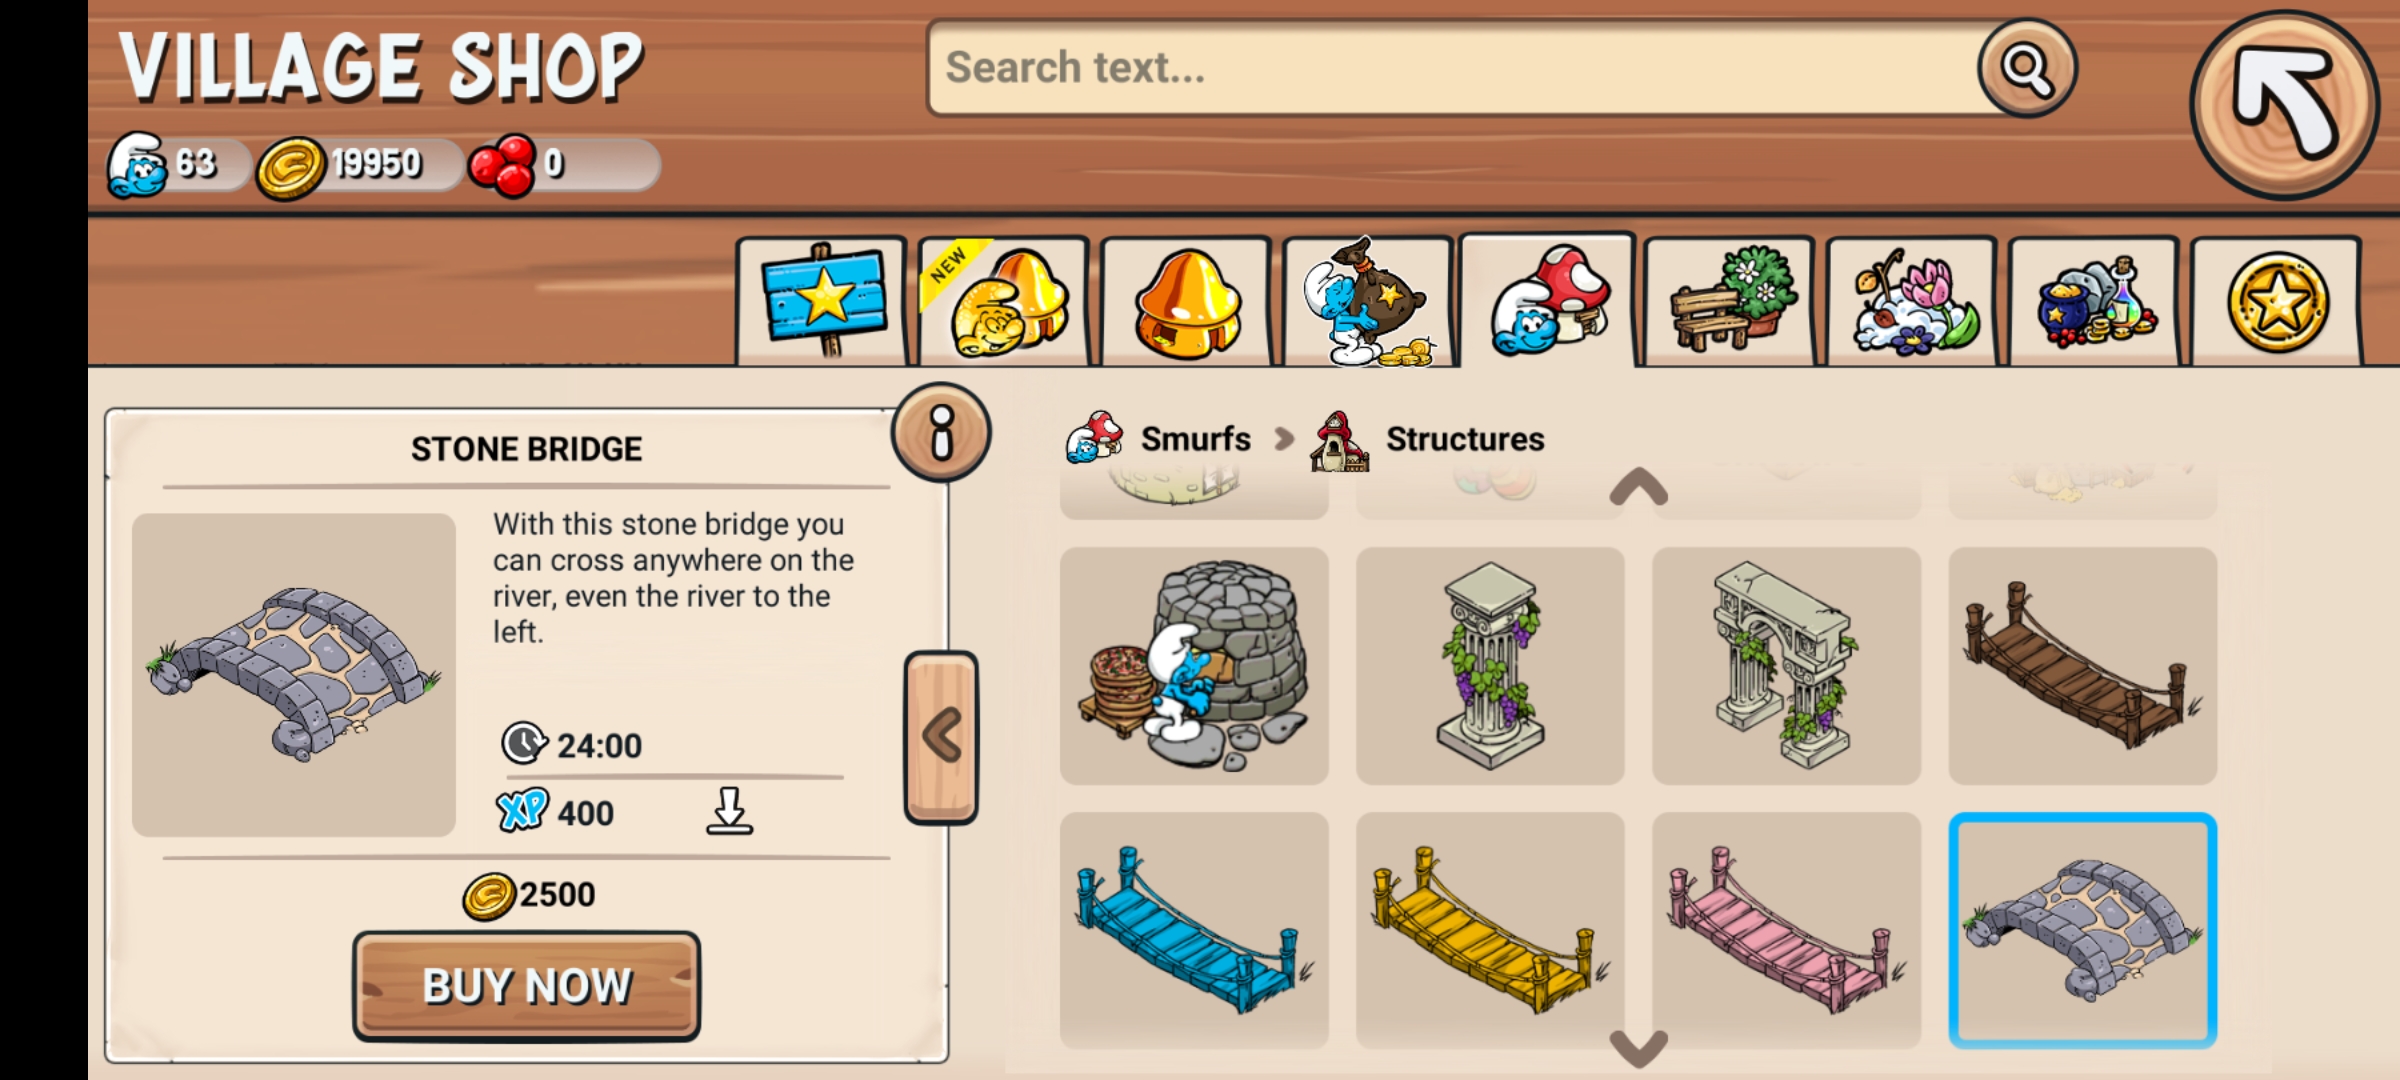 VILLAGE SHOP
Search text...
63
19950
0
NEW
STONE BRIDGE
Smurfs
Structures
With this stone bridge you
can cross anywhere on the
river, even the river to the
left.
24:00
XP 400
2500
BUY NOW